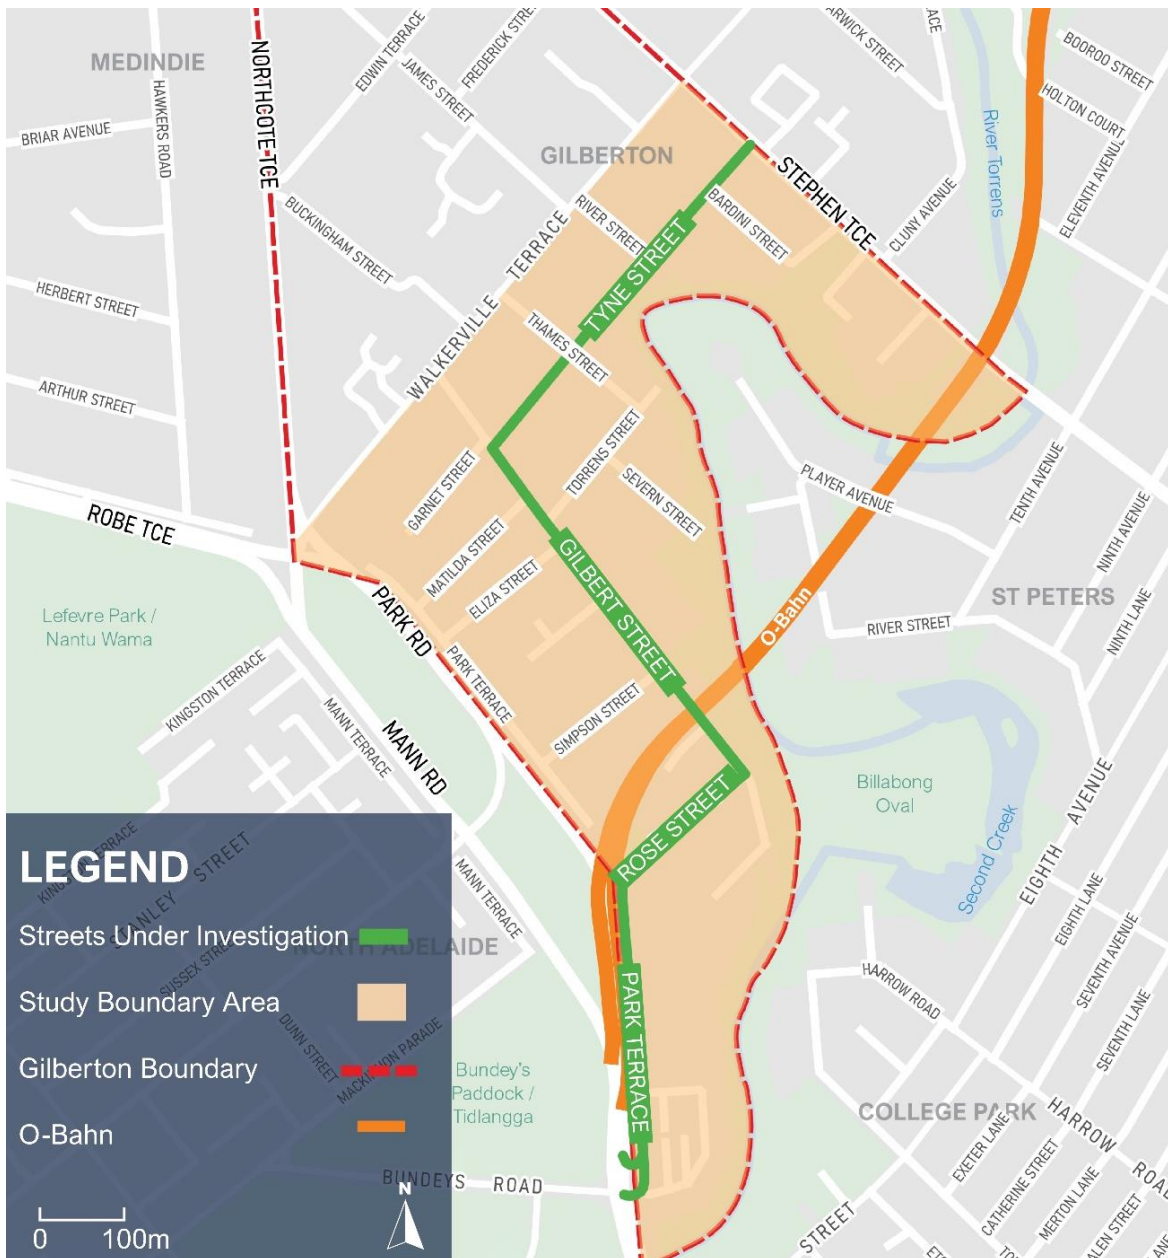 MEDINDIE
BRIAR AVENUE
HAWKERS ROAD
NORTHCOTE TCE
EDWIN TERRACE
FREDERICK STREET
JAMES STREET
ARWICK STREET
ACE
BOOROO STREET
HOLTON COURT
River Torrens
ELEVENTH AVENUE
GILBERTON
STEPHEN TCE
BARDINI STREET
CLUNY AVENUE
RIVER STREET
TYNE STREET
BUCKINGHAM STREET
WALKERVILLE TERRACE
HERBERT STREET
THAMES STREET
ARTHUR STREET
GARNET STREET
TORRENS STREET
SEVERN STREET
PLAYER AVENUE
TENTH AVENUE
NINTH AVENUE
NINTH LANE
ROBE TCE
MATILDA STREET
ELIZA STREET
GILBERT STREET
O-Bahn
ST PETERS
RIVER STREET
Lefevre Park /
Nantu Wama
PARK RD
PARK TERRACE
KINGSTON TERRACE
MANN TERRACE
MANN RD
SIMPSON STREET
ROSE STREET
Billabong
Oval
Second Creek
EIGHTH AVENUE
EIGHTH LANE
SEVENTH AVENUE
SEVENTH LANE
HARROW ROAD
KINGSTON TERRACE
STANLEY STREET
MANN TERRACE
SUSSEX STREET
NORTH ADELAIDE
DUNN STREET
MACKINNON PARADE
PARK TERRACE
Bundey's
Paddock /
Tidlangga
BUNDEYS ROAD
COLLEGE PARK
HARROW ROAD
EXETER LANE
CATHERINE STREET
MERTON LANE
STREET
LEGEND
Streets Under Investigation
Study Boundary Area
Gilberton Boundary
O-Bahn
0 100m
N